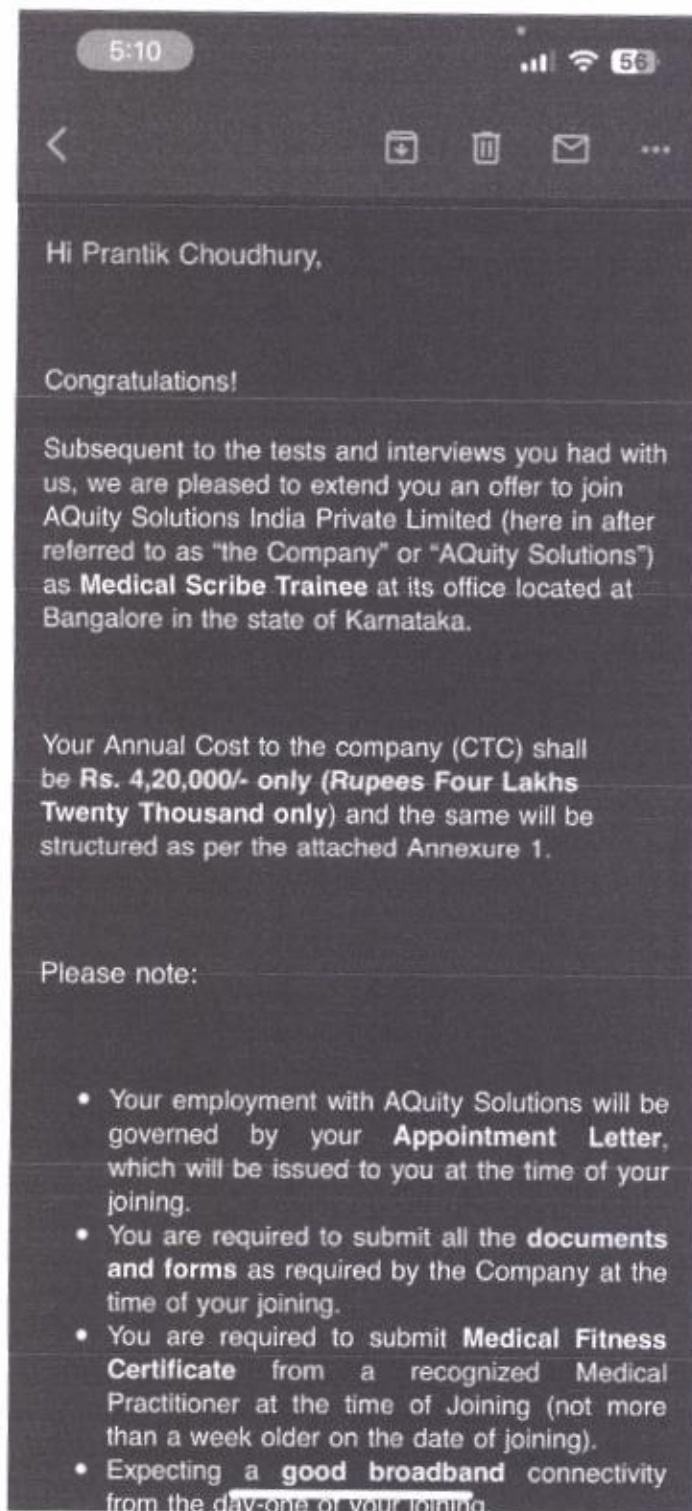 5:10
56
Hi Prantik Choudhury,
Congratulations!
Subsequent to the tests and interviews you had with
us, we are pleased to extend you an offer to join
AQuity Solutions India Private Limited (here in after
referred to as “the Company” or “AQuity Solutions”)
as Medical Scribe Trainee at its office located at
Bangalore in the state of Karnataka.
Your Annual Cost to the company (CTC) shall
be Rs. 4,20,000/- only (Rupees Four Lakhs
Twenty Thousand only) and the same will be
structured as per the attached Annexure 1.
Please note:
• Your employment with AQuity Solutions will be
governed by your Appointment Letter,
which will be issued to you at the time of your
joining.
• You are required to submit all the documents
and forms as required by the Company at the
time of your joining.
• You are required to submit Medical Fitness
Certificate from a recognized Medical
Practitioner at the time of Joining (not more
than a week older on the date of joining).
• Expecting a good broadband connectivity
from the day-one of your joining.